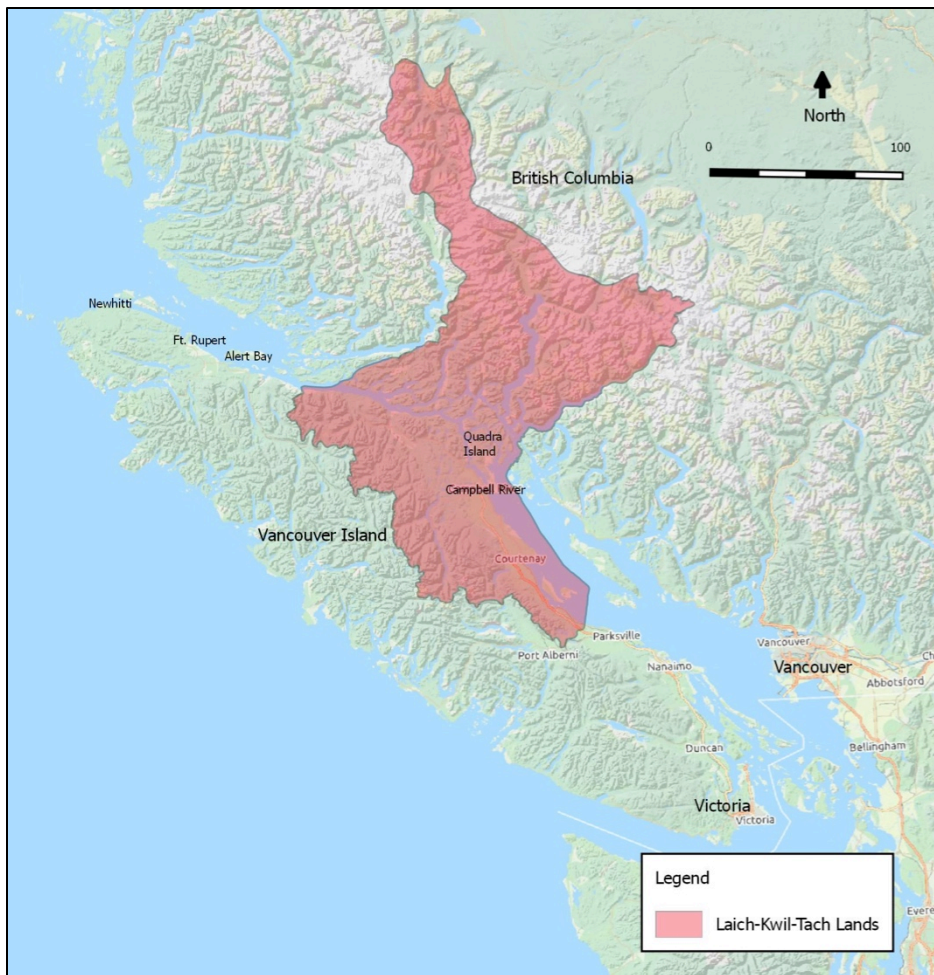 North
0 100
British Columbia
Newhitti
Ft. Rupert
Alert Bay
Quadra
Island
Campbell River
Vancouver Island
Courtenay
Parksville
Port Alberni
Vancouver
Nanaimo
Vancouver
Abbotsford
Duncan
Bellingham
Victoria
Victoria
Legend
Laich-Kwil-Tach Lands
Evere